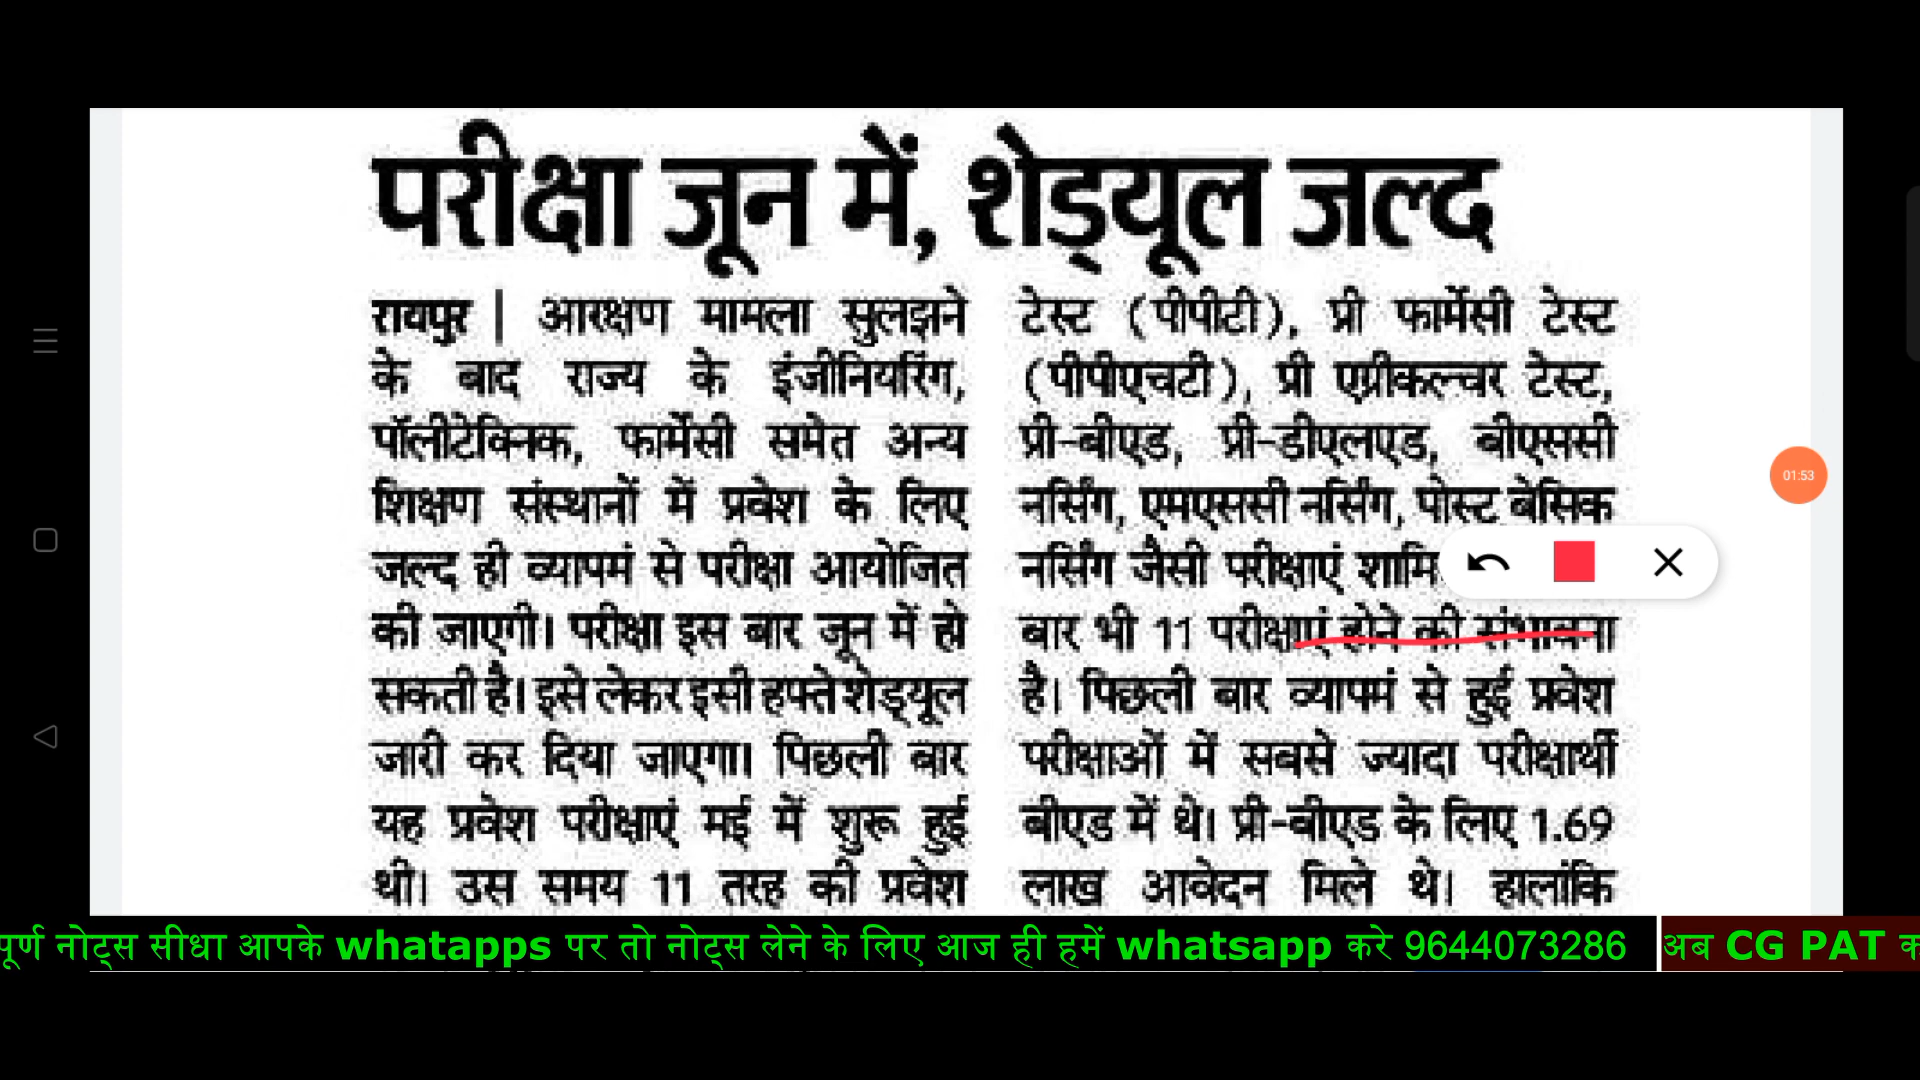 परीक्षा जून में, शेड्यूल जल्द
रायपुर | आरक्षण मामला सुलझने
के बाद राज्य के इंजीनियरिंग,
पॉलीटेक्निक, फार्मेसी समेत अन्य
शिक्षण संस्थानों में प्रवेश के लिए
जल्द ही व्यापमं से परीक्षा आयोजित
की जाएगी। परीक्षा इस बार जून में हो
सकती है। इसे लेकर इसी हफ्ते शेड्यूल
जारी कर दिया जाएगा। पिछली बार
यह प्रवेश परीक्षाएं मई में शुरू हुई
थी। उस समय 11 तरह की प्रवेश
टेस्ट (पीपीटी), प्री फार्मेसी टेस्ट
(पीपीएचटी), प्री एग्रीकल्चर टेस्ट,
प्री-बीएड, प्री-डीएलएड, बीएससी
नर्सिंग, एमएससी नर्सिंग, पोस्ट बेसिक
नर्सिंग जैसी परीक्षाएं शामि
बार भी 11 परीक्षाएं होने की संभावना
है। पिछली बार व्यापमं से हुई प्रवेश
परीक्षाओं में सबसे ज्यादा परीक्षार्थी
बीएड में थे। प्री-बीएड के लिए 1.69
लाख आवेदन मिले थे। हालांकि
01:53
पूर्ण नोट्स सीधा आपके whatapps पर तो नोट्स लेने के लिए आज ही हमें whatsapp करे 9644073286
अब CG PAT क